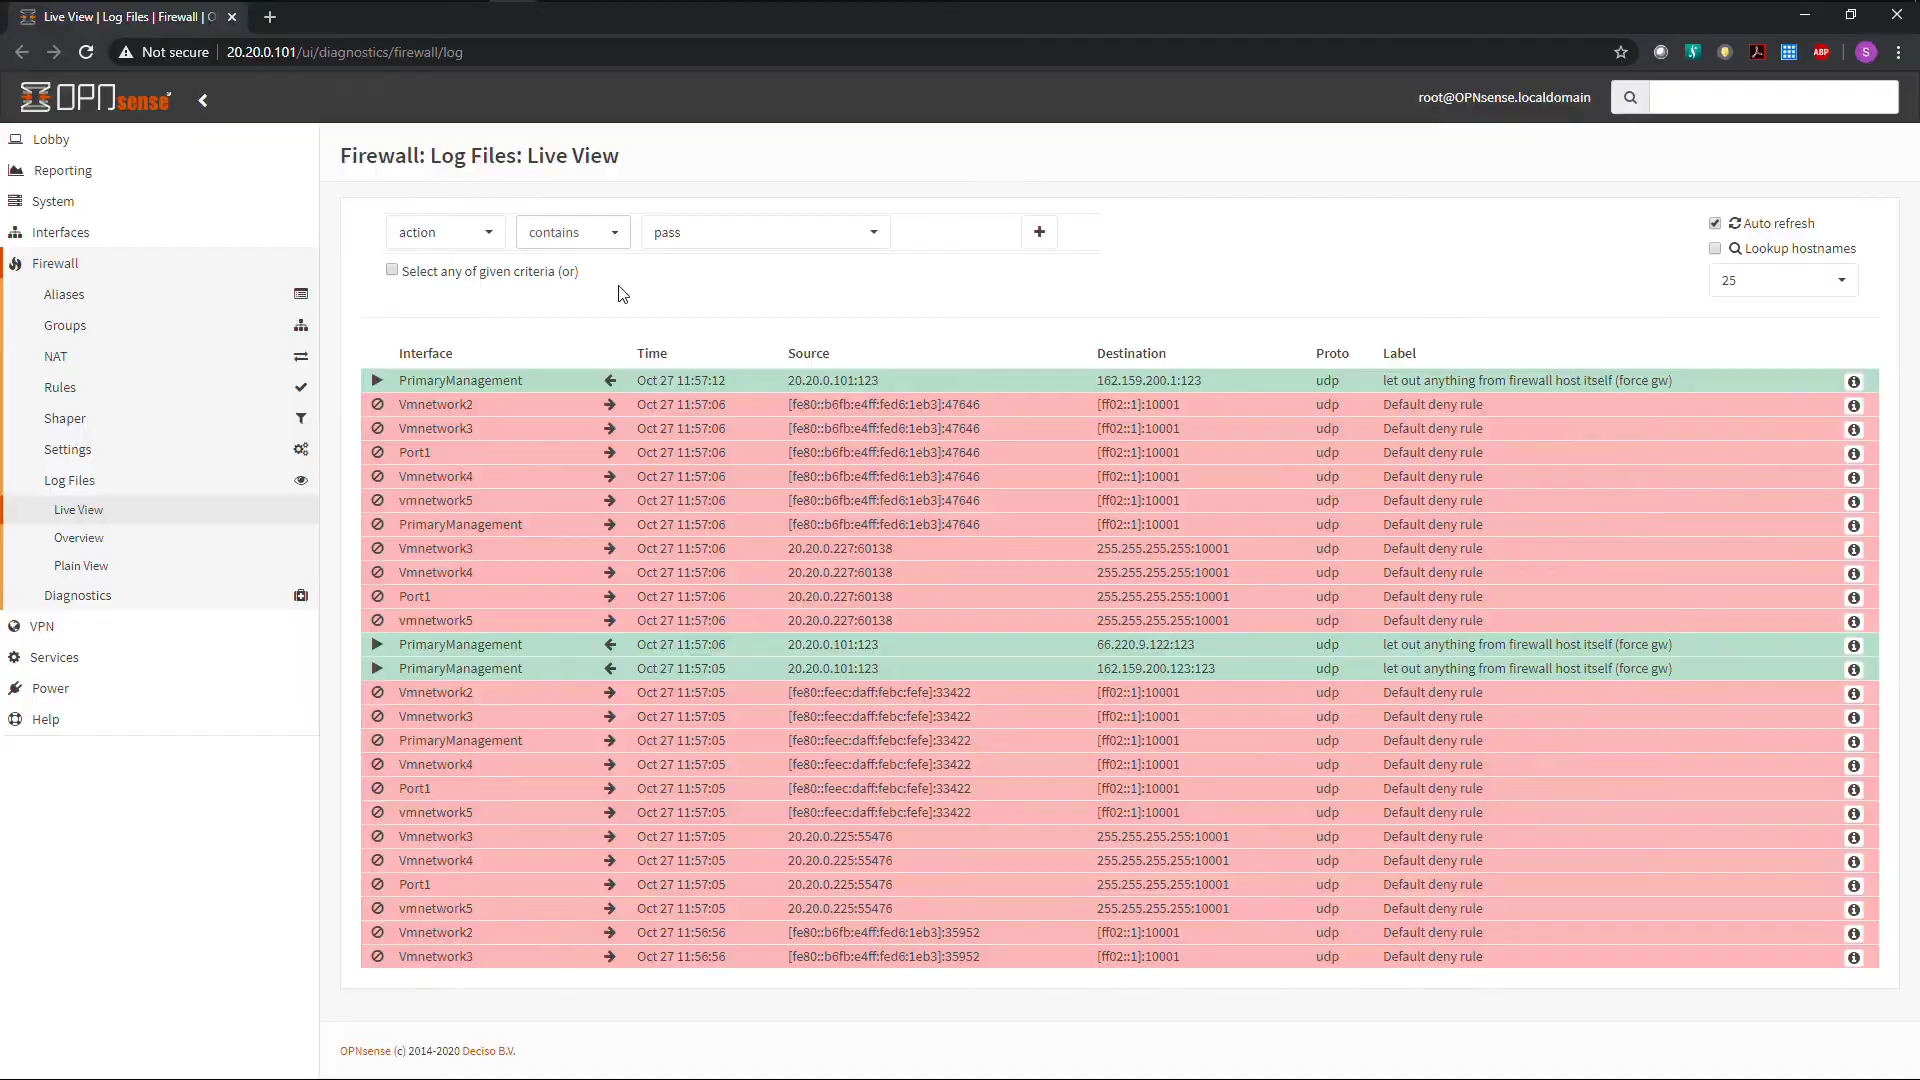 Live View | Log Files | Firewall | O
Not secure
20.20.0.101/ui/diagnostics/firewall/log
ABP
S
OPNsense
root@OPNsense.localdomain
Lobby
Reporting
System
Interfaces
Firewall
Aliases
Groups
NAT
Rules
Shaper
Settings
Log Files
Live View
Overview
Plain View
Diagnostics
VPN
Services
Power
Help
Firewall: Log Files: Live View
action contains pass
Select any of given criteria (or)
Auto refresh
Lookup hostnames
25
Interface Time Source Destination Proto Label
PrimaryManagement Oct 27 11:57:12 20.20.0.101:123 162.159.200.1:123 udp let out anything from firewall host itself (force gw)
Vmnetwork2 Oct 27 11:57:06 [fe80::b6fb:e4ff:fed6:1eb3]:47646 [ff02::1]:10001 udp Default deny rule
Vmnetwork3 Oct 27 11:57:06 [fe80::b6fb:e4ff:fed6:1eb3]:47646 [ff02::1]:10001 udp Default deny rule
Port1 Oct 27 11:57:06 [fe80::b6fb:e4ff:fed6:1eb3]:47646 [ff02::1]:10001 udp Default deny rule
Vmnetwork4 Oct 27 11:57:06 [fe80::b6fb:e4ff:fed6:1eb3]:47646 [ff02::1]:10001 udp Default deny rule
vmnetwork5 Oct 27 11:57:06 [fe80::b6fb:e4ff:fed6:1eb3]:47646 [ff02::1]:10001 udp Default deny rule
PrimaryManagement Oct 27 11:57:06 [fe80::b6fb:e4ff:fed6:1eb3]:47646 [ff02::1]:10001 udp Default deny rule
Vmnetwork3 Oct 27 11:57:06 20.20.0.227:60138 255.255.255.255:10001 udp Default deny rule
Vmnetwork4 Oct 27 11:57:06 20.20.0.227:60138 255.255.255.255:10001 udp Default deny rule
Port1 Oct 27 11:57:06 20.20.0.227:60138 255.255.255.255:10001 udp Default deny rule
vmnetwork5 Oct 27 11:57:06 20.20.0.227:60138 255.255.255.255:10001 udp Default deny rule
PrimaryManagement Oct 27 11:57:06 20.20.0.101:123 66.220.9.122:123 udp let out anything from firewall host itself (force gw)
PrimaryManagement Oct 27 11:57:05 20.20.0.101:123 162.159.200.123:123 udp let out anything from firewall host itself (force gw)
Vmnetwork2 Oct 27 11:57:05 [fe80::feec:daff:febc:fefe]:33422 [ff02::1]:10001 udp Default deny rule
Vmnetwork3 Oct 27 11:57:05 [fe80::feec:daff:febc:fefe]:33422 [ff02::1]:10001 udp Default deny rule
PrimaryManagement Oct 27 11:57:05 [fe80::feec:daff:febc:fefe]:33422 [ff02::1]:10001 udp Default deny rule
Vmnetwork4 Oct 27 11:57:05 [fe80::feec:daff:febc:fefe]:33422 [ff02::1]:10001 udp Default deny rule
Port1 Oct 27 11:57:05 [fe80::feec:daff:febc:fefe]:33422 [ff02::1]:10001 udp Default deny rule
vmnetwork5 Oct 27 11:57:05 [fe80::feec:daff:febc:fefe]:33422 [ff02::1]:10001 udp Default deny rule
Vmnetwork3 Oct 27 11:57:05 20.20.0.225:55476 255.255.255.255:10001 udp Default deny rule
Vmnetwork4 Oct 27 11:57:05 20.20.0.225:55476 255.255.255.255:10001 udp Default deny rule
Port1 Oct 27 11:57:05 20.20.0.225:55476 255.255.255.255:10001 udp Default deny rule
vmnetwork5 Oct 27 11:57:05 20.20.0.225:55476 255.255.255.255:10001 udp Default deny rule
Vmnetwork2 Oct 27 11:56:56 [fe80::b6fb:e4ff:fed6:1eb3]:35952 [ff02::1]:10001 udp Default deny rule
Vmnetwork3 Oct 27 11:56:56 [fe80::b6fb:e4ff:fed6:1eb3]:35952 [ff02::1]:10001 udp Default deny rule
OPNsense (c) 2014-2020 Deciso B.V.